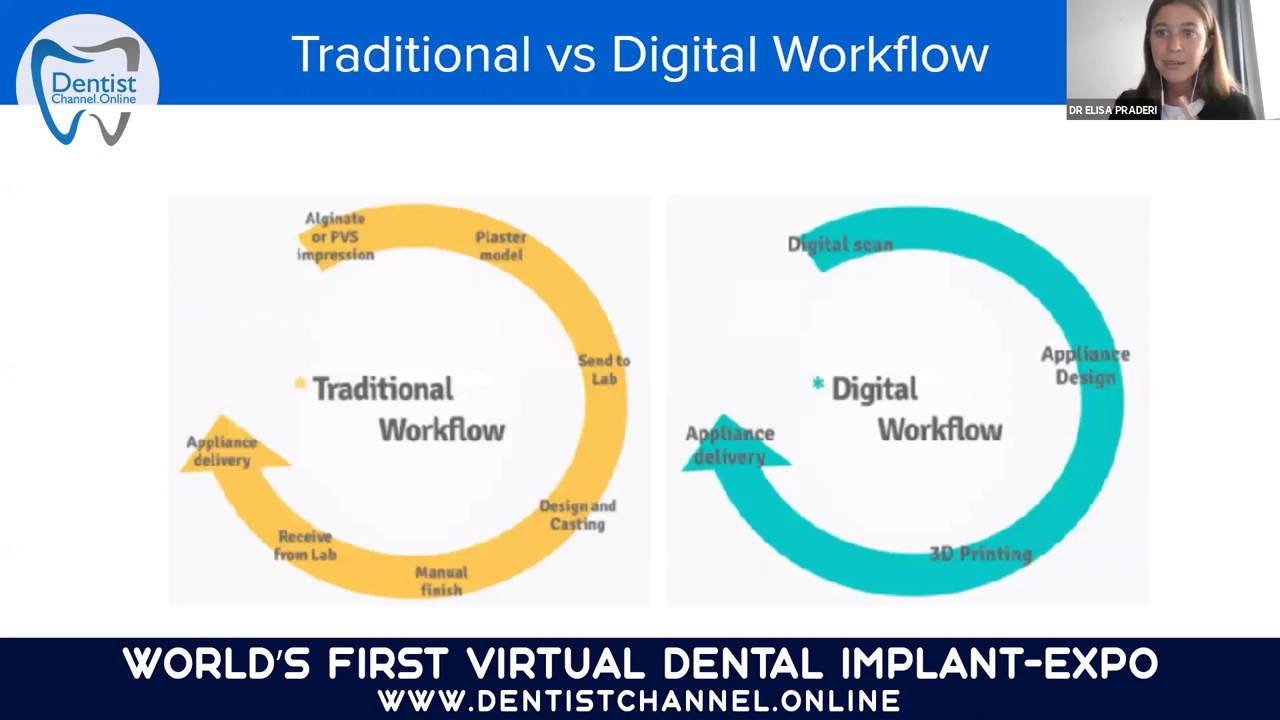 Traditional vs Digital Workflow
Dentist
Channel.Online
DR ELISA PRADERI
Alginate
or PVS
impression
Plaster
model
Send to
Lab
Design and
Casting
Manual
finish
Receive
from Lab
Appliance
delivery
* Traditional
Workflow
Digital scan
Appliance
Design
3D Printing
Appliance
delivery
* Digital
Workflow
WORLD'S FIRST VIRTUAL DENTAL IMPLANT-EXPO
WWW.DENTISTCHANNEL.ONLINE